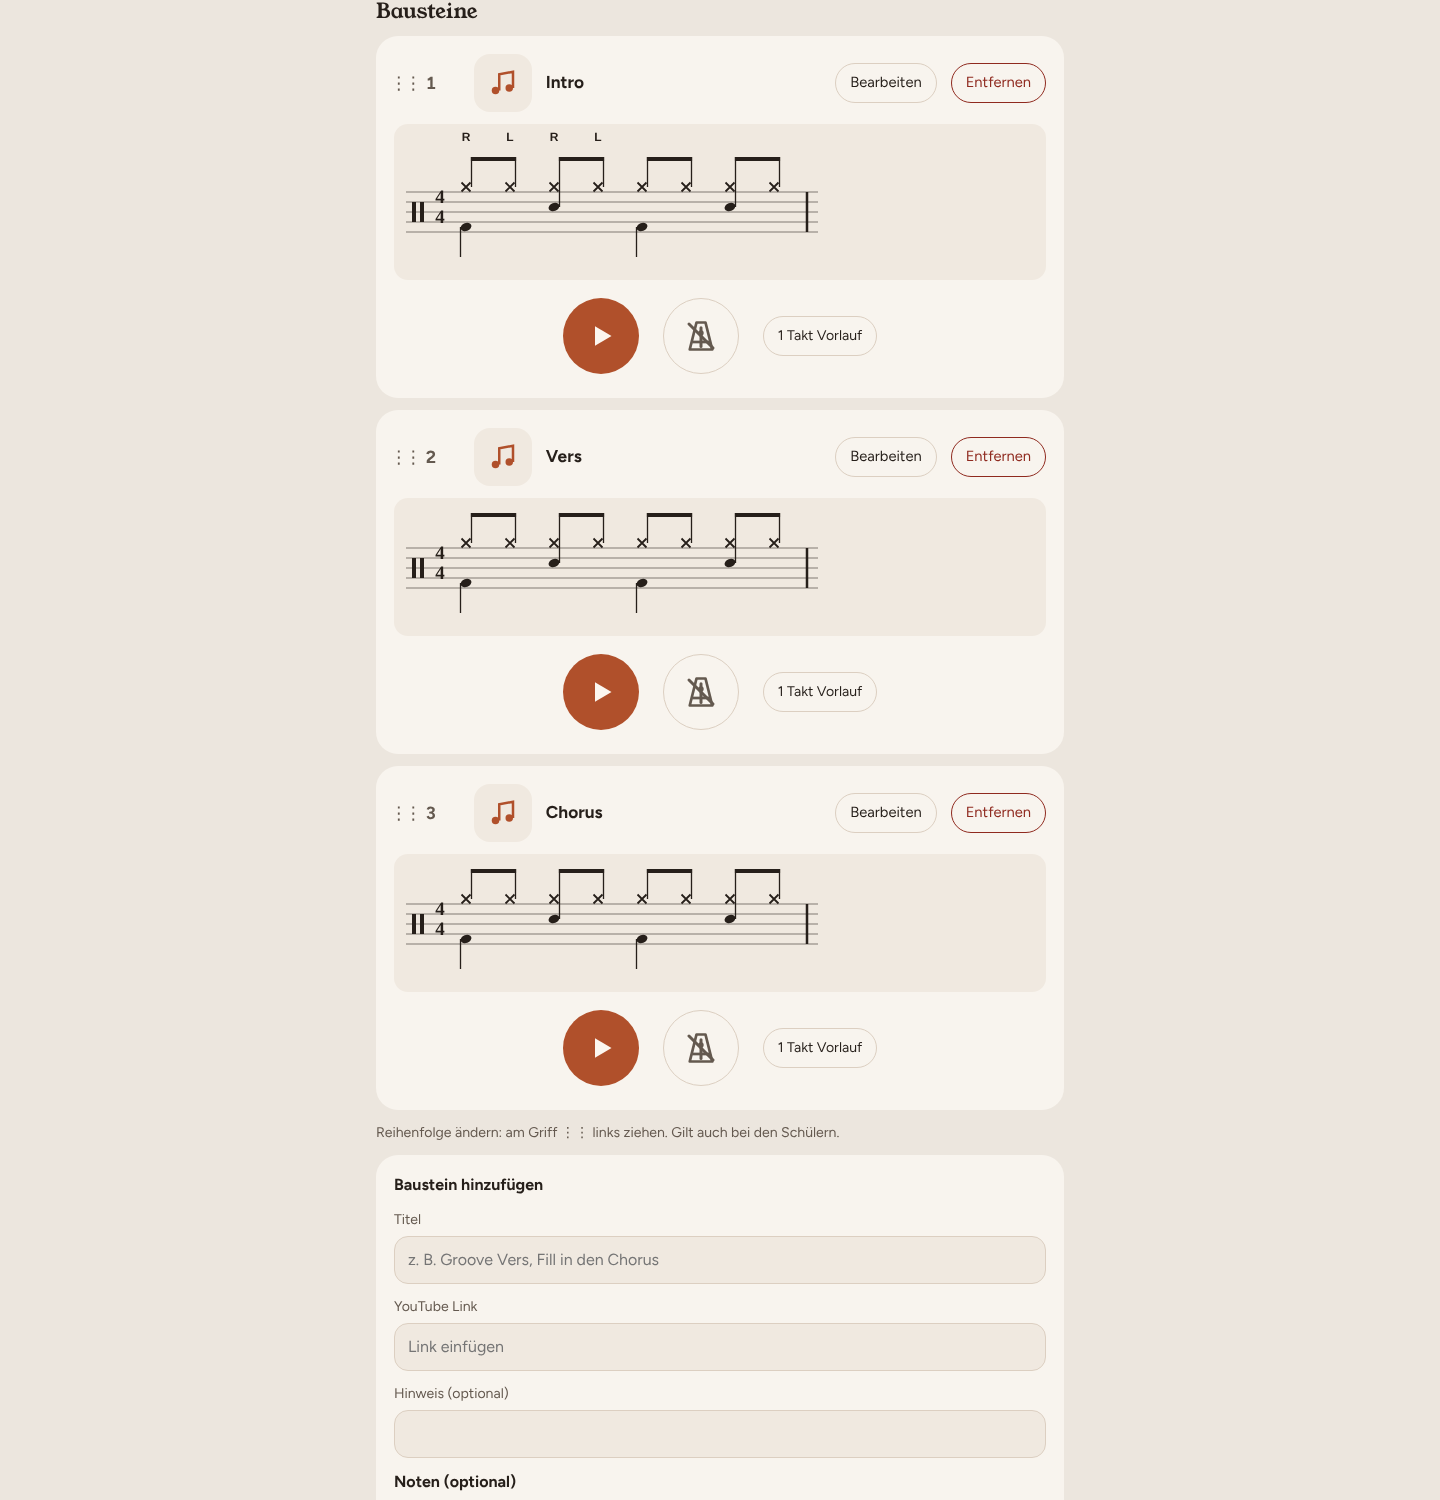 Bausteine
⋮⋮ 1 Intro Bearbeiten Entfernen
R L R L
4
4
1 Takt Vorlauf
⋮⋮ 2 Vers Bearbeiten Entfernen
4
4
1 Takt Vorlauf
⋮⋮ 3 Chorus Bearbeiten Entfernen
4
4
1 Takt Vorlauf
Reihenfolge ändern: am Griff ⋮⋮ links ziehen. Gilt auch bei den Schülern.
Baustein hinzufügen
Titel
z. B. Groove Vers, Fill in den Chorus
YouTube Link
Link einfügen
Hinweis (optional)
Noten (optional)